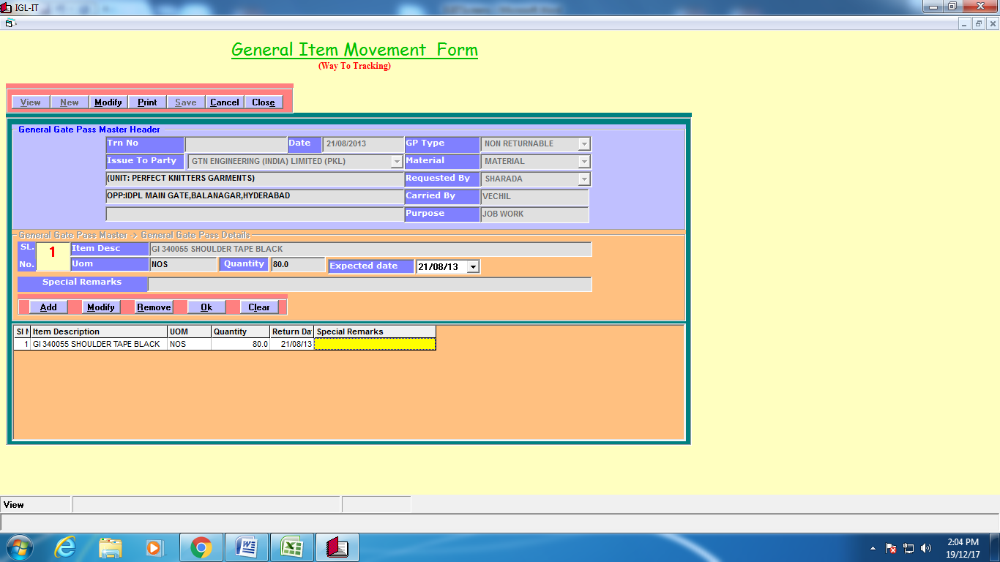 IGL-IT
General Item Movement Form
(Way To Tracking)
View New Modify Print Save Cancel Close
General Gate Pass Master Header
Trn No Date 21/08/2013 GP Type NON RETURNABLE
Issue To Party GTN ENGINEERING (INDIA) LIMITED (PKL) Material MATERIAL
(UNIT: PERFECT KNITTERS GARMENTS) Requested By SHARADA
OPP:IDPL MAIN GATE,BALANAGAR,HYDERABAD Carried By VECHIL
Purpose JOB WORK
General Gate Pass Master -> General Gate Pass Details
SL. No. 1 Item Desc GI 340055 SHOULDER TAPE BLACK
Uom NOS Quantity 80.0 Expected date 21/08/13
Special Remarks
Add Modify Remove Ok Clear
Sl Item Description UOM Quantity Return Da Special Remarks
1 GI 340055 SHOULDER TAPE BLACK NOS 80.0 21/08/13
View
2:04 PM
19/12/17